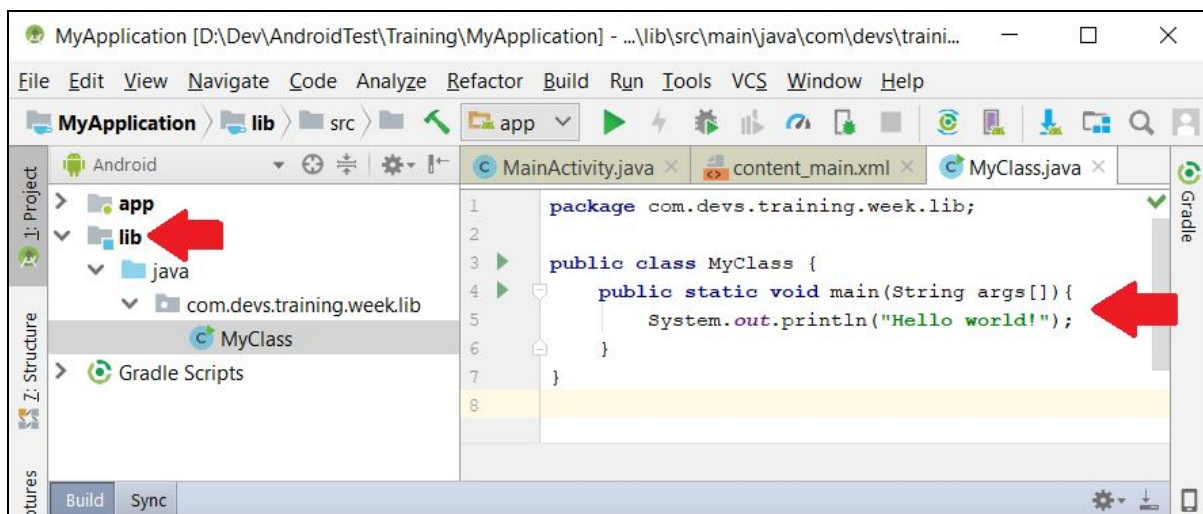 MyApplication [D:\Dev\AndroidTest\Training\MyApplication] - ...\lib\src\main\java\com\devs\traini...
File Edit View Navigate Code Analyze Refactor Build Run Tools VCS Window Help
MyApplication lib src app
1: Project
Android
MainActivity.java content_main.xml MyClass.java
Gradle
app
lib
java
com.devs.training.week.lib
MyClass
Gradle Scripts
Z: Structure
1 package com.devs.training.week.lib;
2
3 public class MyClass {
4 public static void main(String args[]){
5 System.out.println("Hello world!");
6 }
7 }
8
ptures
Build Sync